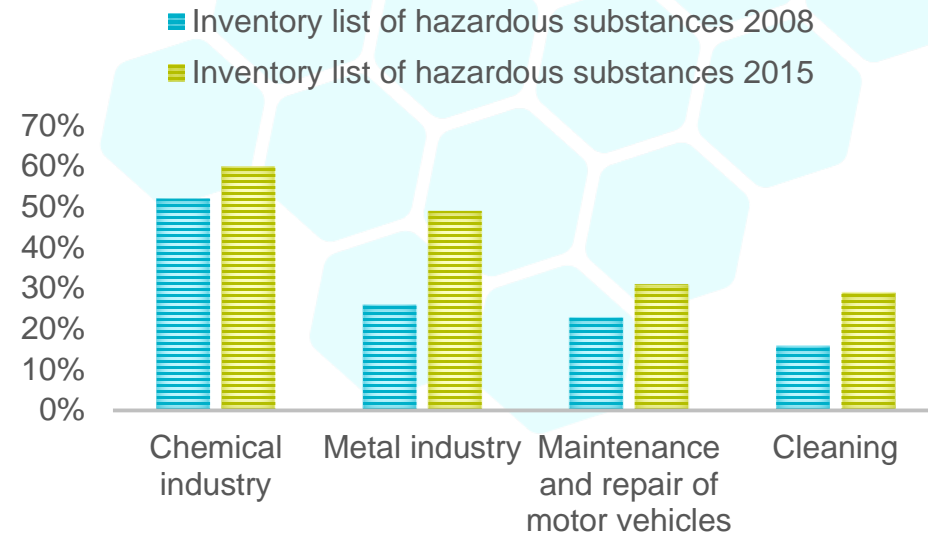 Inventory list of hazardous substances 2008
Inventory list of hazardous substances 2015
70%
60%
50%
40%
30%
20%
10%
0%
Chemical
industry
Metal industry
Maintenance
and repair of
motor vehicles
Cleaning